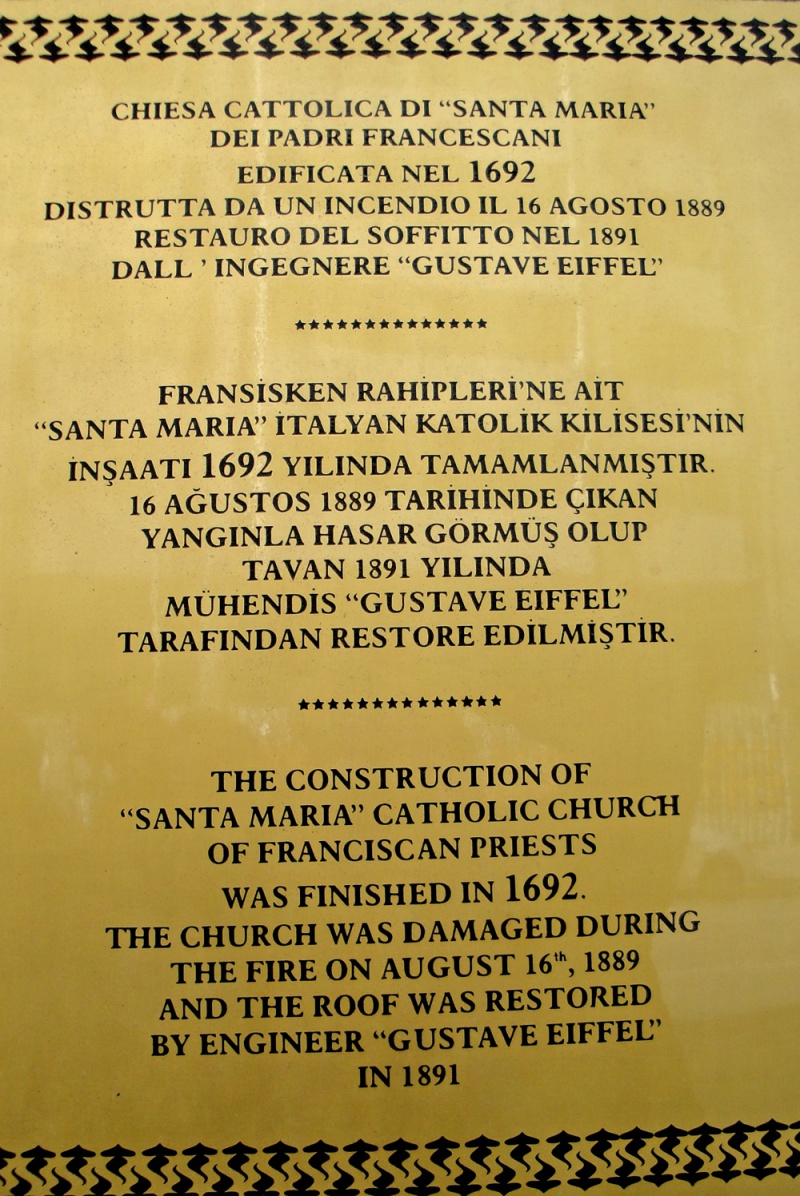 CHIESA CATTOLICA DI “SANTA MARIA”
DEI PADRI FRANCESCANI
EDIFICATA NEL 1692
DISTRUTTA DA UN INCENDIO IL 16 AGOSTO 1889
RESTAURO DEL SOFFITTO NEL 1891
DALL ’ INGEGNERE “GUSTAVE EIFFEL”
**************
FRANSİSKEN RAHİPLERİ’NE AİT
“SANTA MARIA” İTALYAN KATOLİK KİLİSESİ’NİN
İNŞAATI 1692 YILINDA TAMAMLANMIŞTIR.
16 AĞUSTOS 1889 TARİHİNDE ÇIKAN
YANGINLA HASAR GÖRMÜŞ OLUP
TAVAN 1891 YILINDA
MÜHENDİS “GUSTAVE EIFFEL”
TARAFINDAN RESTORE EDİLMİŞTİR.
**************
THE CONSTRUCTION OF
“SANTA MARIA” CATHOLIC CHURCH
OF FRANCISCAN PRIESTS
WAS FINISHED IN 1692.
THE CHURCH WAS DAMAGED DURING
THE FIRE ON AUGUST 16th, 1889
AND THE ROOF WAS RESTORED
BY ENGINEER “GUSTAVE EIFFEL”
IN 1891